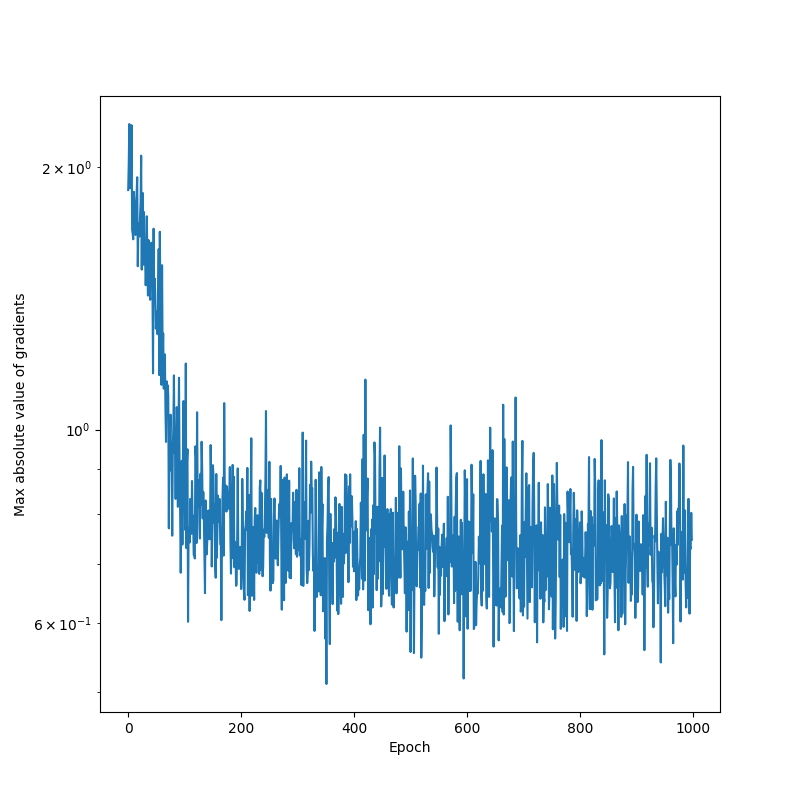 Max absolute value of gradients
2 × 10⁰
10⁰
6 × 10⁻¹
0 200 400 600 800 1000
Epoch